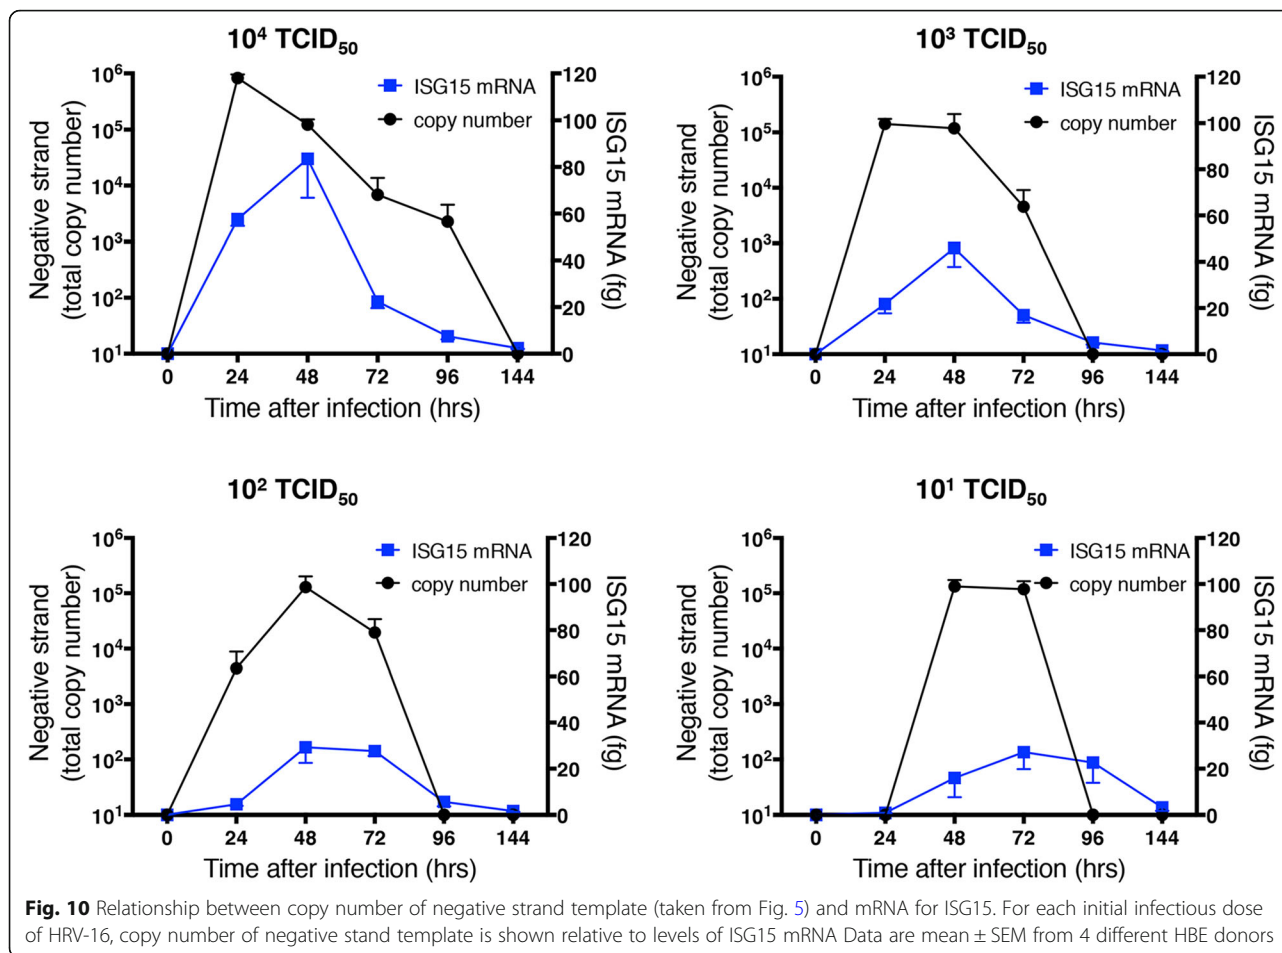 10⁴ TCID₅₀
10⁶
10⁵
10⁴
10³
10²
10¹
Negative strand
(total copy number)
ISG15 mRNA
copy number
120
100
80
60
40
20
0
ISG15 mRNA (fg)
0 24 48 72 96 144
Time after infection (hrs)
10³ TCID₅₀
10⁶
10⁵
10⁴
10³
10²
10¹
Negative strand
(total copy number)
ISG15 mRNA
copy number
120
100
80
60
40
20
0
ISG15 mRNA (fg)
0 24 48 72 96 144
Time after infection (hrs)
10² TCID₅₀
10⁶
10⁵
10⁴
10³
10²
10¹
Negative strand
(total copy number)
ISG15 mRNA
copy number
120
100
80
60
40
20
0
ISG15 mRNA (fg)
0 24 48 72 96 144
Time after infection (hrs)
10¹ TCID₅₀
10⁶
10⁵
10⁴
10³
10²
10¹
Negative strand
(total copy number)
ISG15 mRNA
copy number
120
100
80
60
40
20
0
ISG15 mRNA (fg)
0 24 48 72 96 144
Time after infection (hrs)
Fig. 10 Relationship between copy number of negative strand template (taken from Fig. 5) and mRNA for ISG15. For each initial infectious dose
of HRV-16, copy number of negative stand template is shown relative to levels of ISG15 mRNA Data are mean ± SEM from 4 different HBE donors